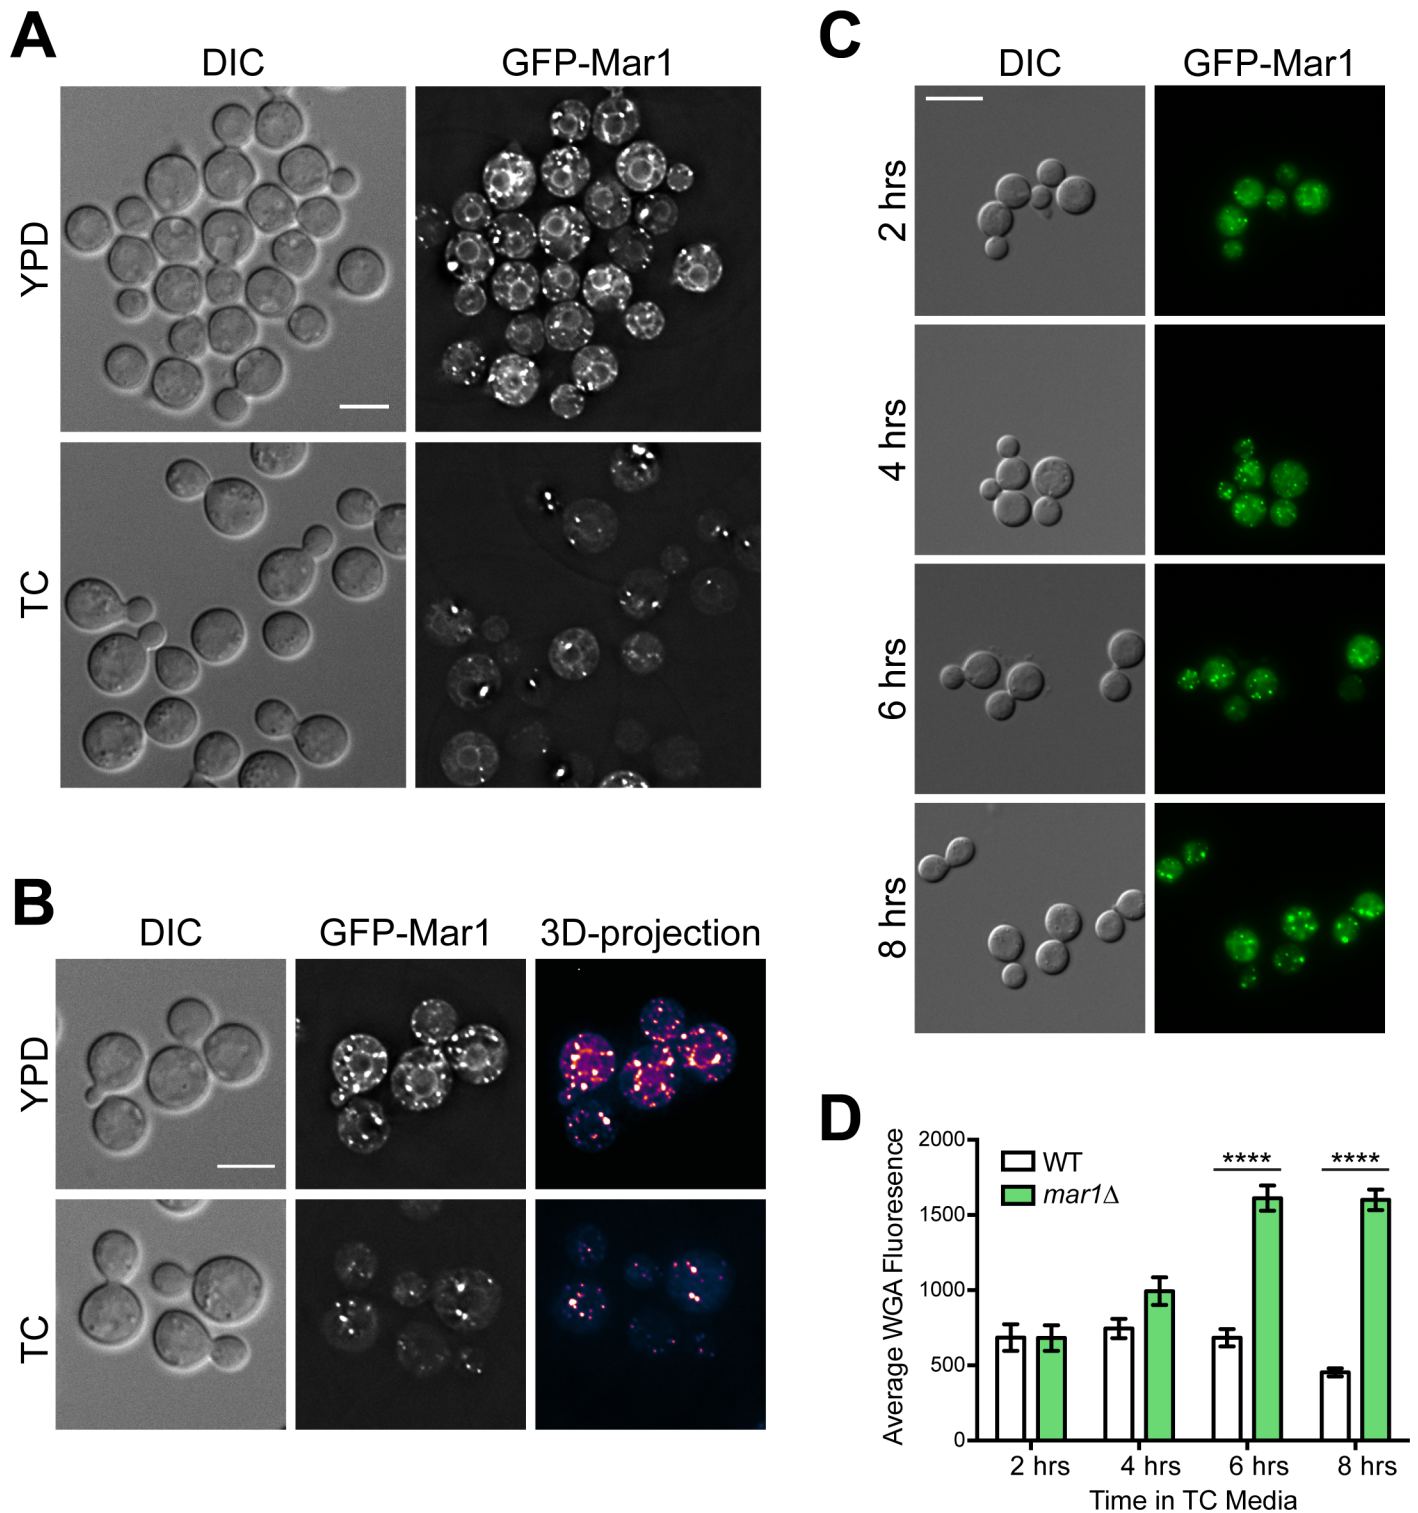 A
DIC
GFP-Mar1
YPD
TC
B
DIC
GFP-Mar1
3D-projection
YPD
TC
C
DIC
GFP-Mar1
2 hrs
4 hrs
6 hrs
8 hrs
D
Average WGA Fluoresence
2000
1500
1000
500
0
WT
mar1Δ
****
****
2 hrs
4 hrs
6 hrs
8 hrs
Time in TC Media